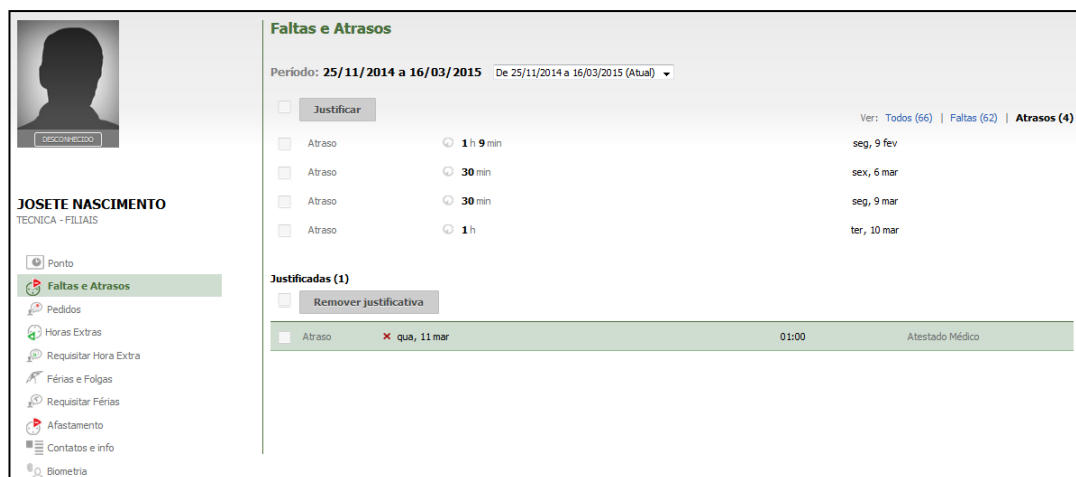 DESCONHECIDO
JOSETE NASCIMENTO
TECNICA - FILIAIS
Ponto
Faltas e Atrasos
Pedidos
Horas Extras
Requisitar Hora Extra
Férias e Folgas
Requisitar Férias
Afastamento
Contatos e info
Biometria
Faltas e Atrasos
Período: 25/11/2014 a 16/03/2015 De 25/11/2014 a 16/03/2015 (Atual)
Justificar
Ver: Todos (66) | Faltas (62) | Atrasos (4)
Atraso 1 h 9 min seg, 9 fev
Atraso 30 min sex, 6 mar
Atraso 30 min seg, 9 mar
Atraso 1 h ter, 10 mar
Justificadas (1)
Remover justificativa
Atraso qua, 11 mar 01:00 Atestado Médico